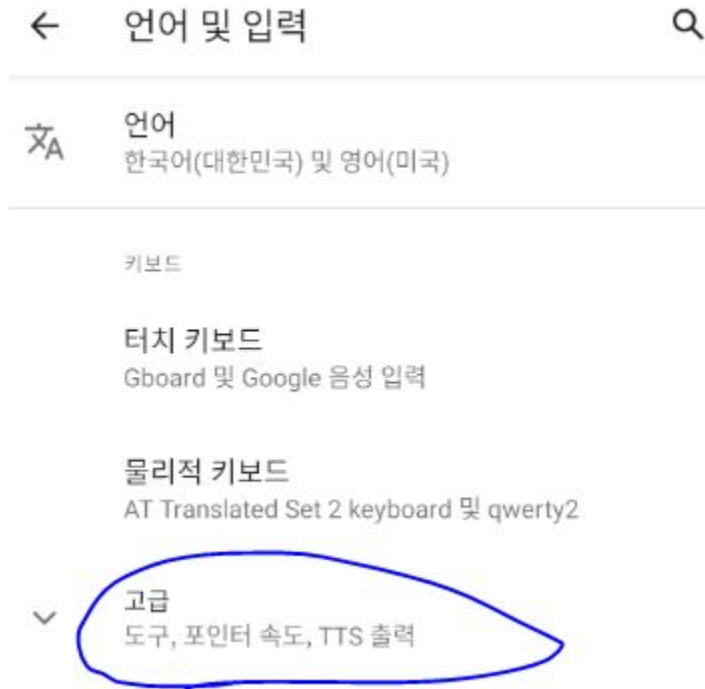 언어 및 입력
언어
한국어(대한민국) 및 영어(미국)
키보드
터치 키보드
Gboard 및 Google 음성 입력
물리적 키보드
AT Translated Set 2 keyboard 및 qwerty2
고급
도구, 포인터 속도, TTS 출력